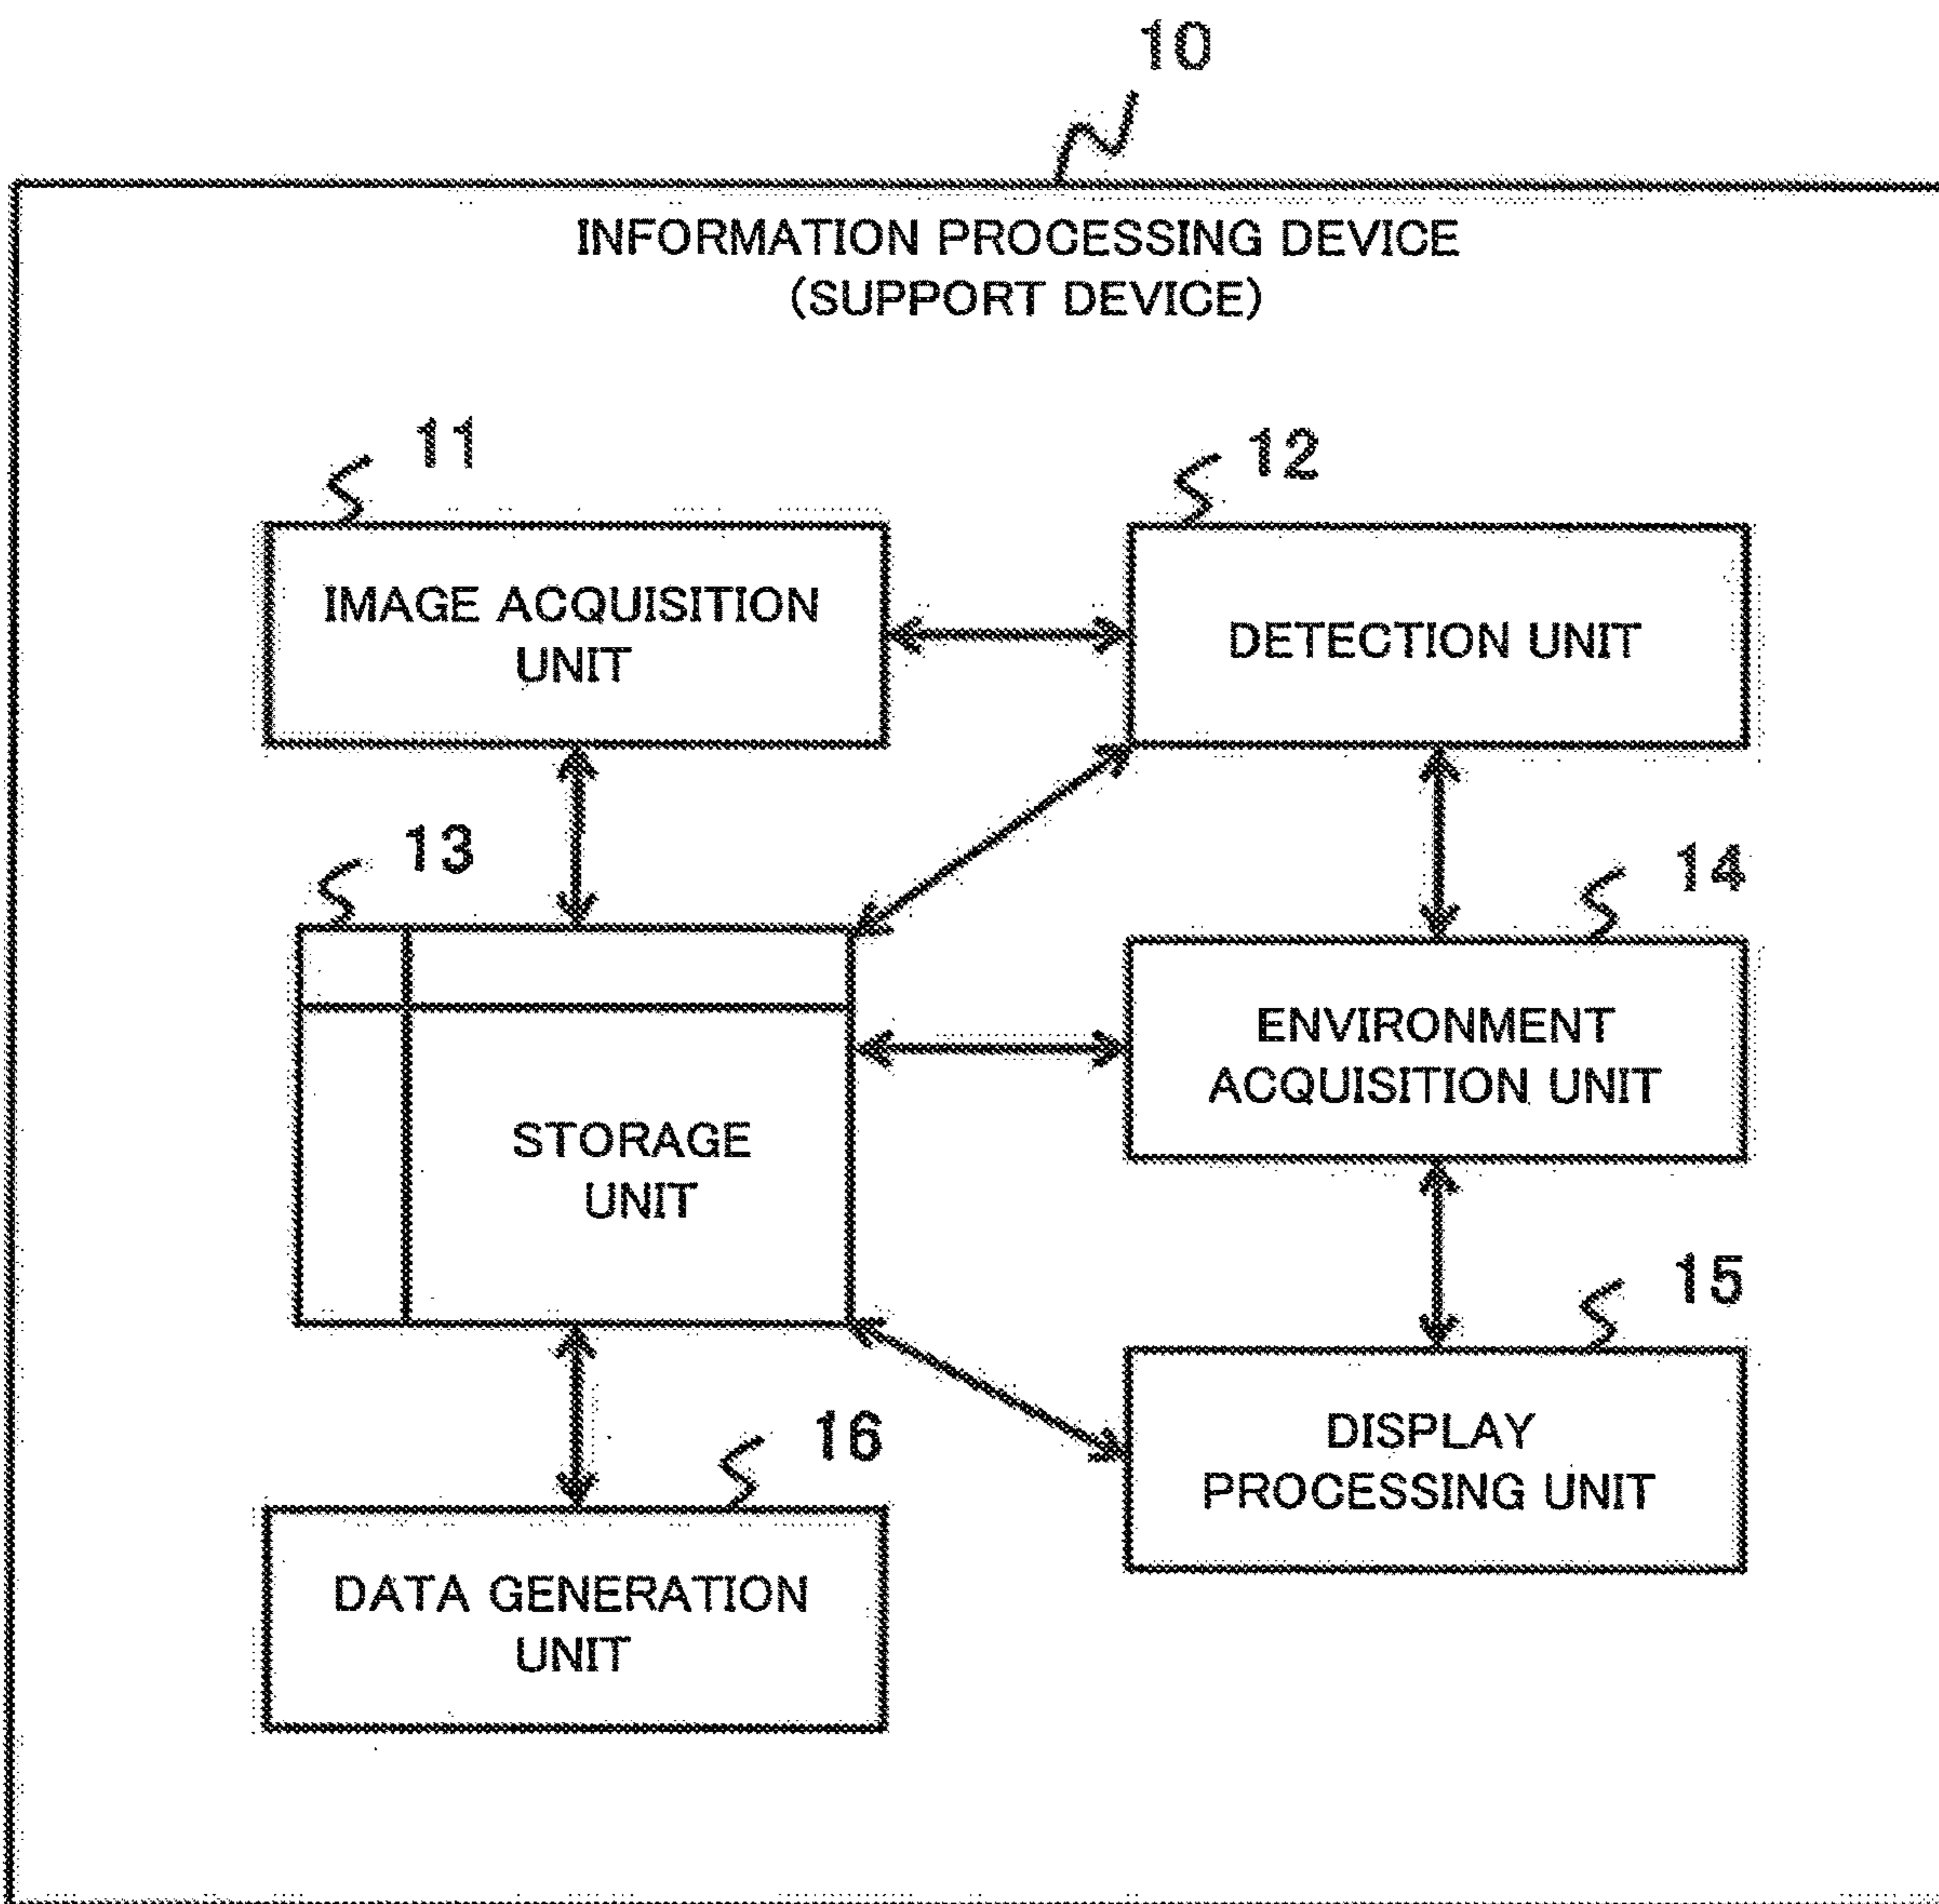 10
INFORMATION PROCESSING DEVICE
(SUPPORT DEVICE)
11
IMAGE ACQUISITION
UNIT
12
DETECTION UNIT
13
STORAGE
UNIT
14
ENVIRONMENT
ACQUISITION UNIT
15
DISPLAY
PROCESSING UNIT
16
DATA GENERATION
UNIT